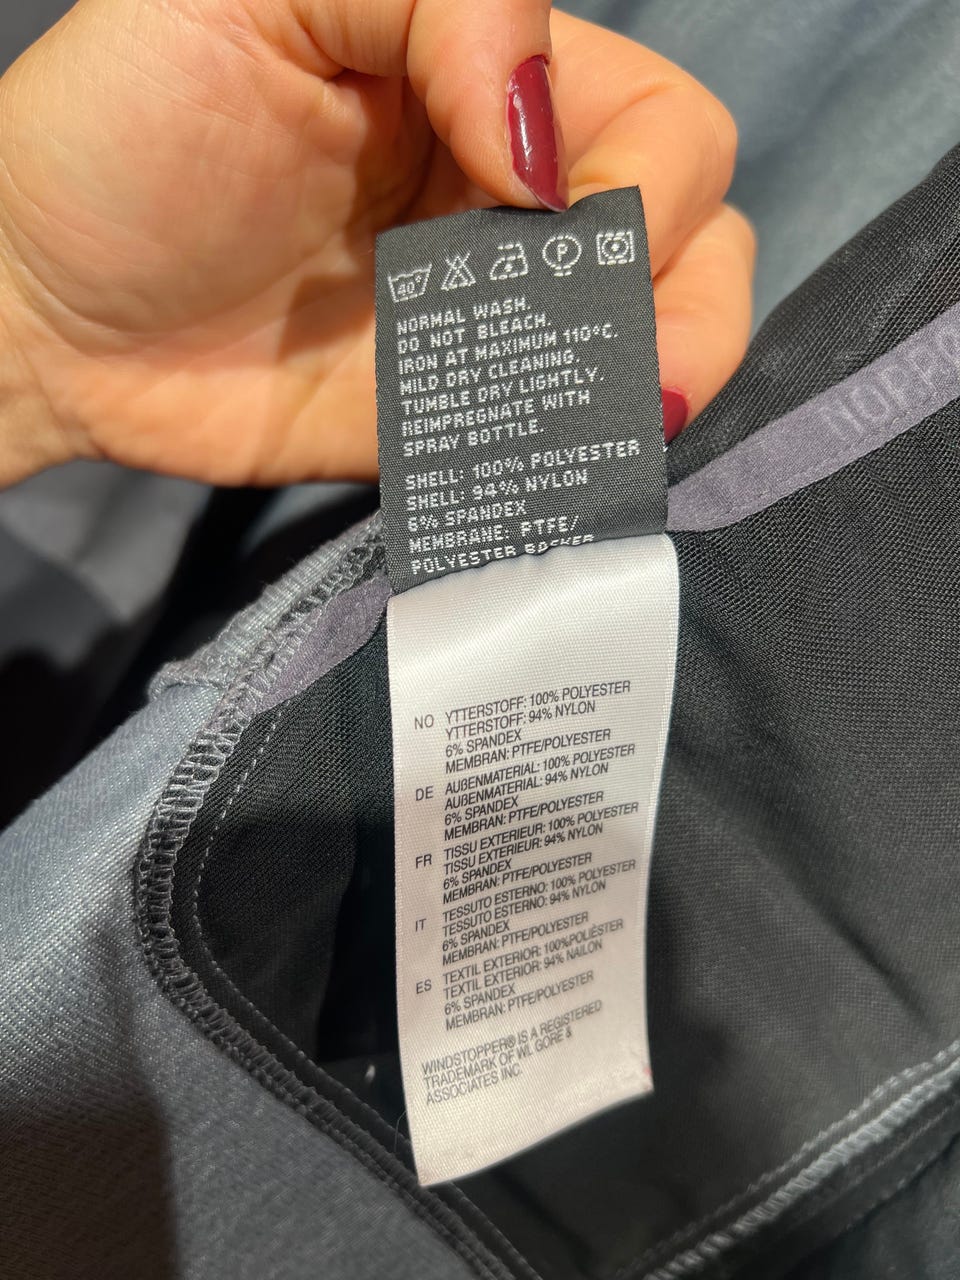 40°
P
NORMAL WASH.
DO NOT BLEACH.
IRON AT MAXIMUM 110°C.
MILD DRY CLEANING.
TUMBLE DRY LIGHTLY.
REIMPREGNATE WITH
SPRAY BOTTLE.
SHELL: 100% POLYESTER
SHELL: 94% NYLON
6% SPANDEX
MEMBRANE: PTFE/
POLYESTER BACKER
NO YTTERSTOFF: 100% POLYESTER
YTTERSTOFF: 94% NYLON
6% SPANDEX
MEMBRAN: PTFE/POLYESTER
DE AUßENMATERIAL: 100% POLYESTER
AUßENMATERIAL: 94% NYLON
6% SPANDEX
MEMBRAN: PTFE/POLYESTER
FR TISSU EXTERIEUR: 100% POLYESTER
TISSU EXTERIEUR: 94% NYLON
6% SPANDEX
MEMBRAN: PTFE/POLYESTER
IT TESSUTO ESTERNO: 100% POLYESTER
TESSUTO ESTERNO: 94% NYLON
6% SPANDEX
MEMBRAN: PTFE/POLYESTER
ES TEXTIL EXTERIOR: 100%POLIÈSTER
TEXTIL EXTERIOR: 94% NAILON
6% SPANDEX
MEMBRAN: PTFE/POLYESTER
WINDSTOPPER® IS A REGISTERED
TRADEMARK OF WL GORE &
ASSOCIATES INC.